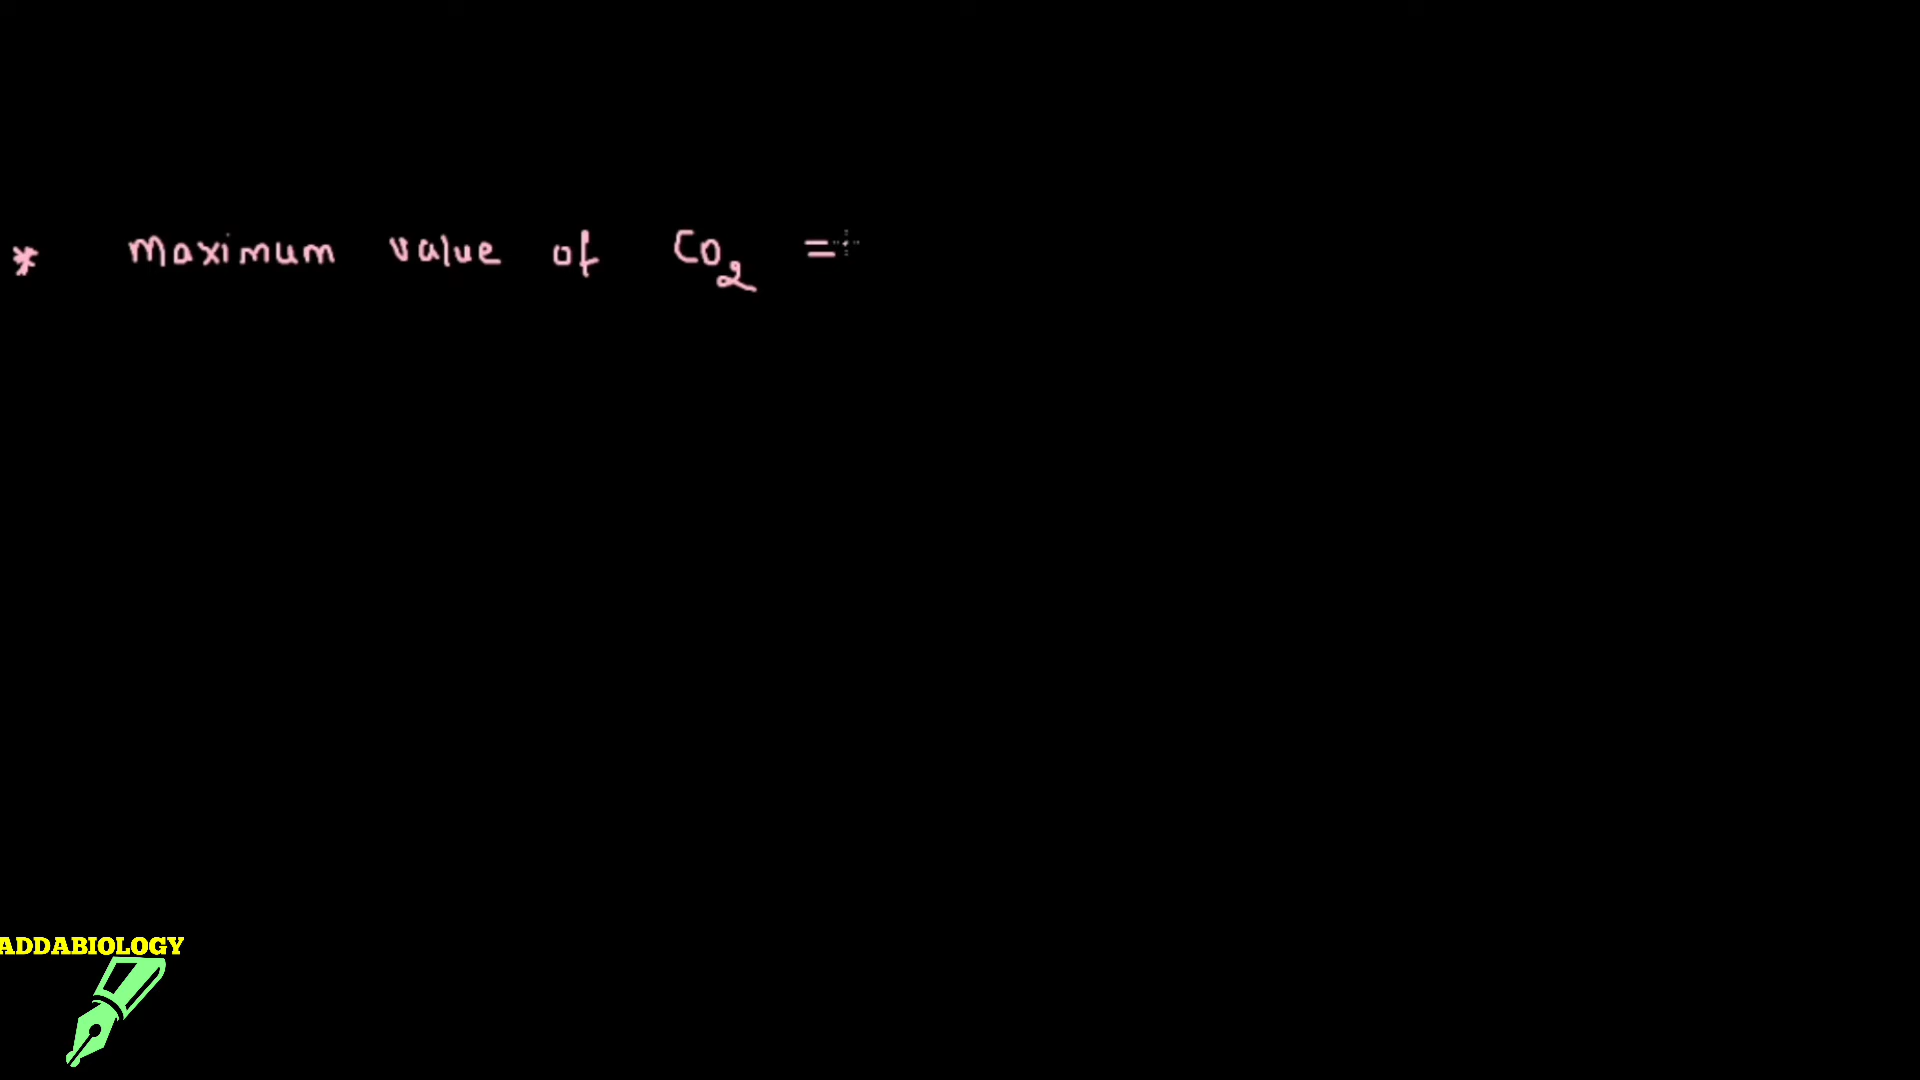 * maximum value of CO₂ =
ADDABIOLOGY